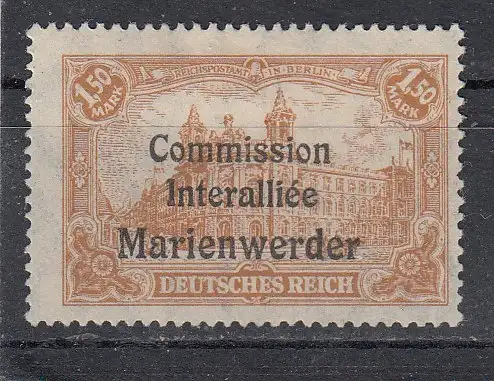 REICHSPOSTAMT IN BERLIN
1,50 MARK
1,50 MARK
Commission
Interalliée
Marienwerder
DEUTSCHES REICH